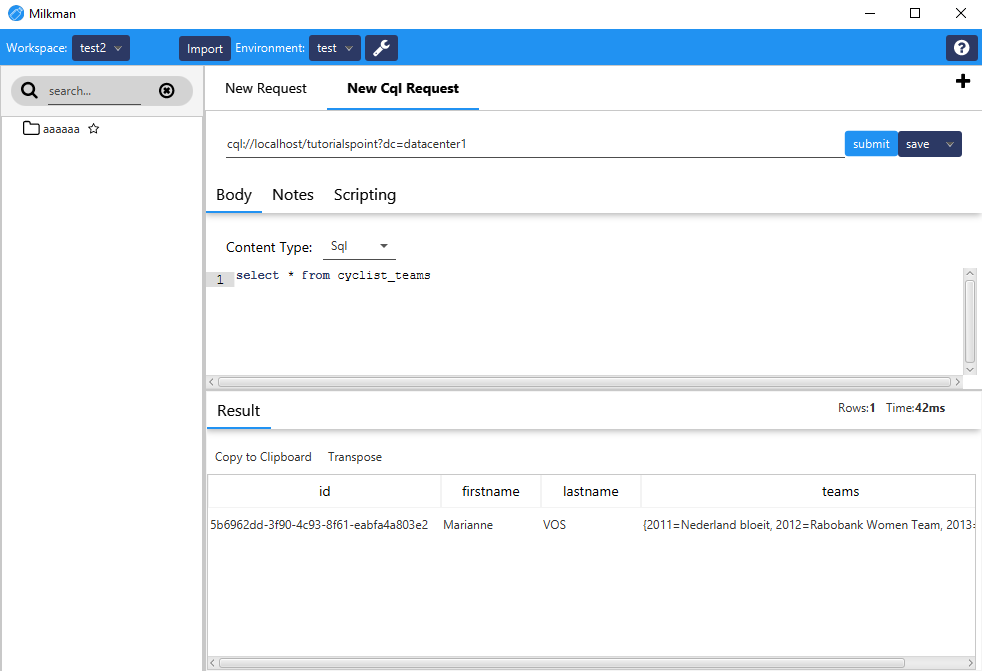 Milkman
Workspace: test2 Import Environment: test
search...
aaaaaa
New Request New Cql Request
cql://localhost/tutorialspoint?dc=datacenter1 submit save
Body Notes Scripting
Content Type: Sql
1 select * from cyclist_teams
Result Rows:1 Time:42ms
Copy to Clipboard Transpose
id firstname lastname teams
5b6962dd-3f90-4c93-8f61-eabfa4a803e2 Marianne VOS {2011=Nederland bloeit, 2012=Rabobank Women Team, 2013=